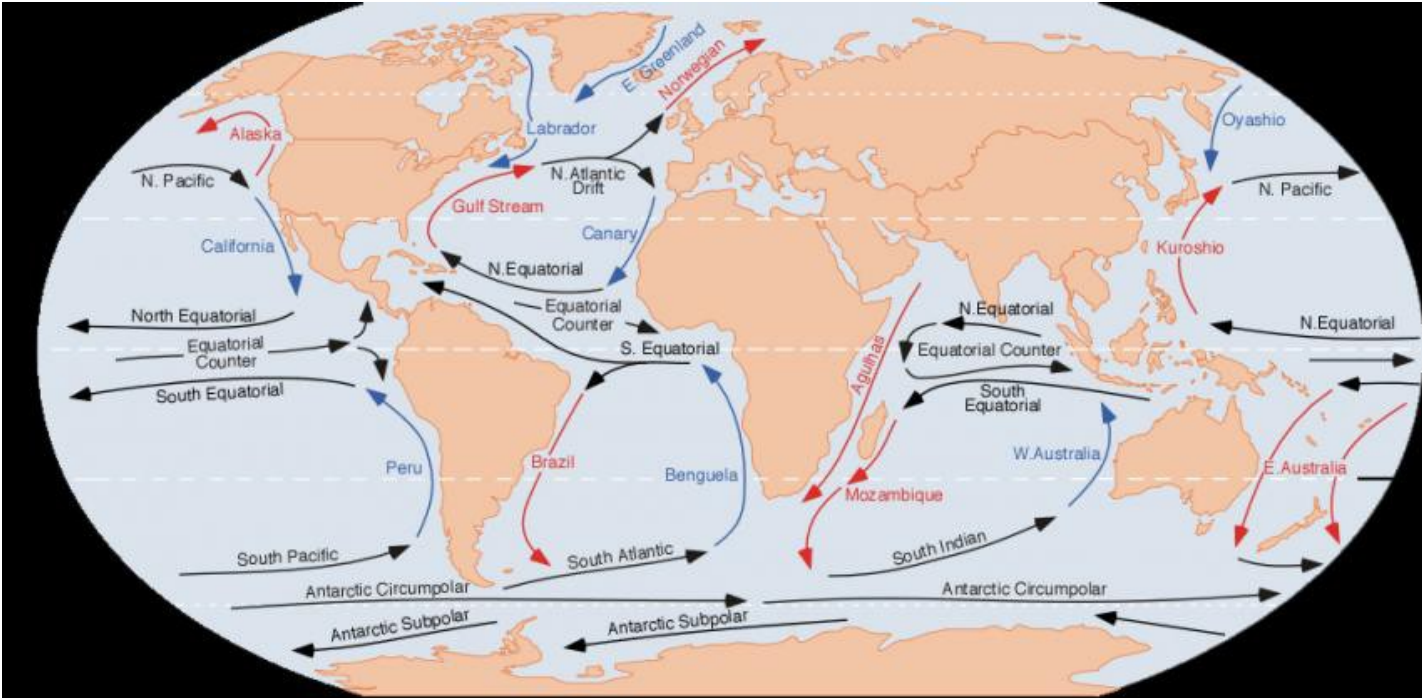 E. Greenland
Norwegian
Alaska
Labrador
Oyashio
N. Pacific
N. Atlantic
Drift
N. Pacific
Gulf Stream
California
Canary
Kuroshio
N.Equatorial
North Equatorial
Equatorial
Counter
N.Equatorial
N.Equatorial
Equatorial
Counter
S. Equatorial
Equatorial Counter
Agulhas
South Equatorial
South
Equatorial
Peru
Brazil
Benguela
W.Australia
E.Australia
Mozambique
South Pacific
South Atlantic
South Indian
Antarctic Circumpolar
Antarctic Circumpolar
Antarctic Subpolar
Antarctic Subpolar